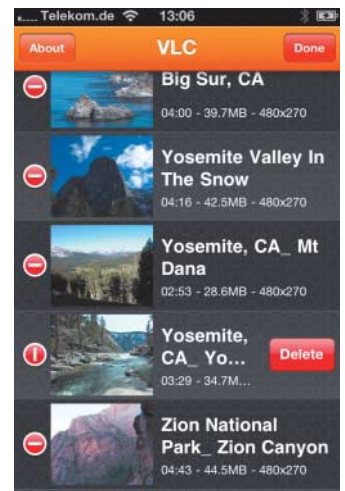 Telekom.de 13:06
About VLC Done
Big Sur, CA
04:00 - 39.7MB - 480x270
Yosemite Valley In
The Snow
04:16 - 42.5MB - 480x270
Yosemite, CA_ Mt
Dana
02:53 - 28.6MB - 480x270
Yosemite,
CA_ Yo...
03:29 - 34.7M...
Delete
Zion National
Park_ Zion Canyon
04:43 - 44.5MB - 480x270